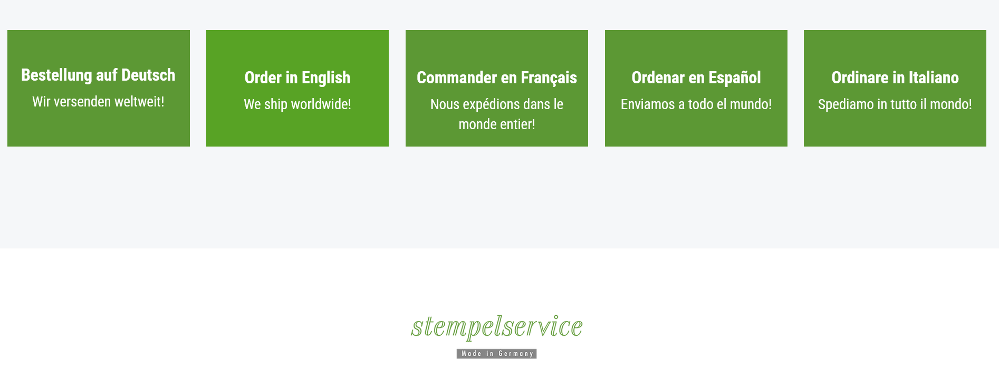 Bestellung auf Deutsch
Wir versenden weltweit!
Order in English
We ship worldwide!
Commander en Français
Nous expédions dans le
monde entier!
Ordenar en Español
Enviamos a todo el mundo!
Ordinare in Italiano
Spediamo in tutto il mondo!
stempelservice
Made in Germany